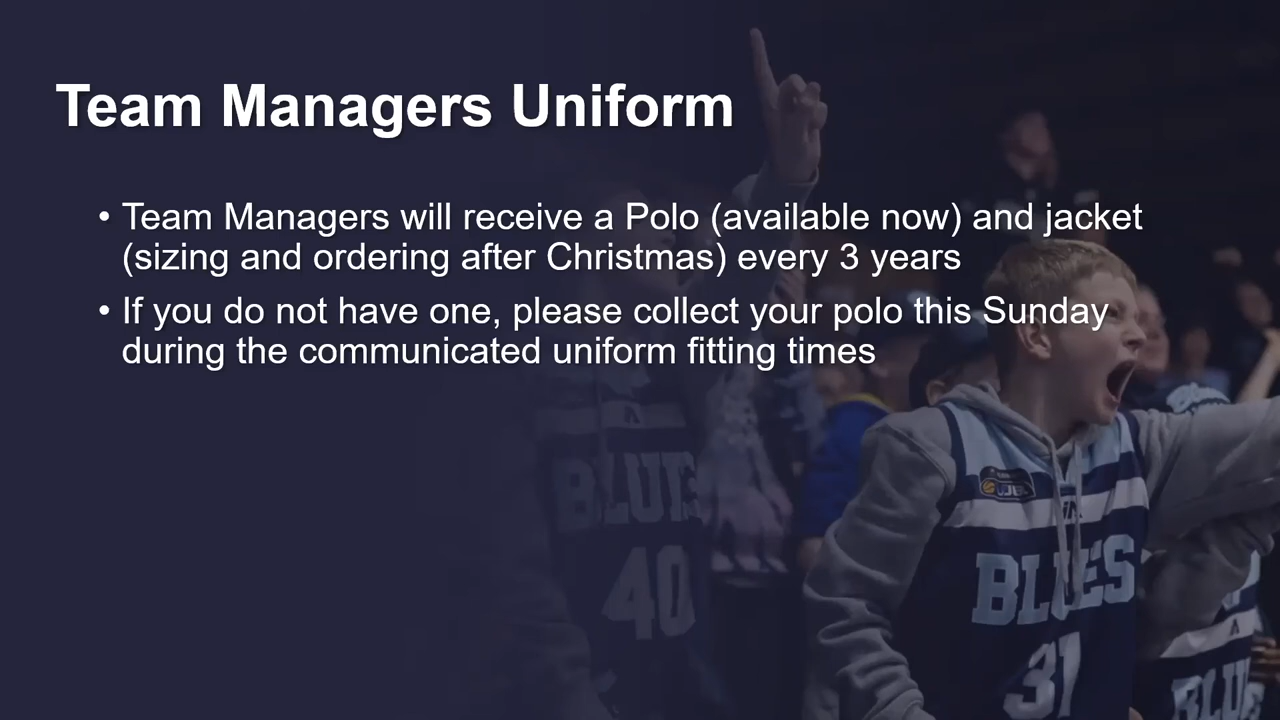 Team Managers Uniform
• Team Managers will receive a Polo (available now) and jacket
(sizing and ordering after Christmas) every 3 years
• If you do not have one, please collect your polo this Sunday
during the communicated uniform fitting times
BLUES
40
VJBL
BLUES
31
BLUE